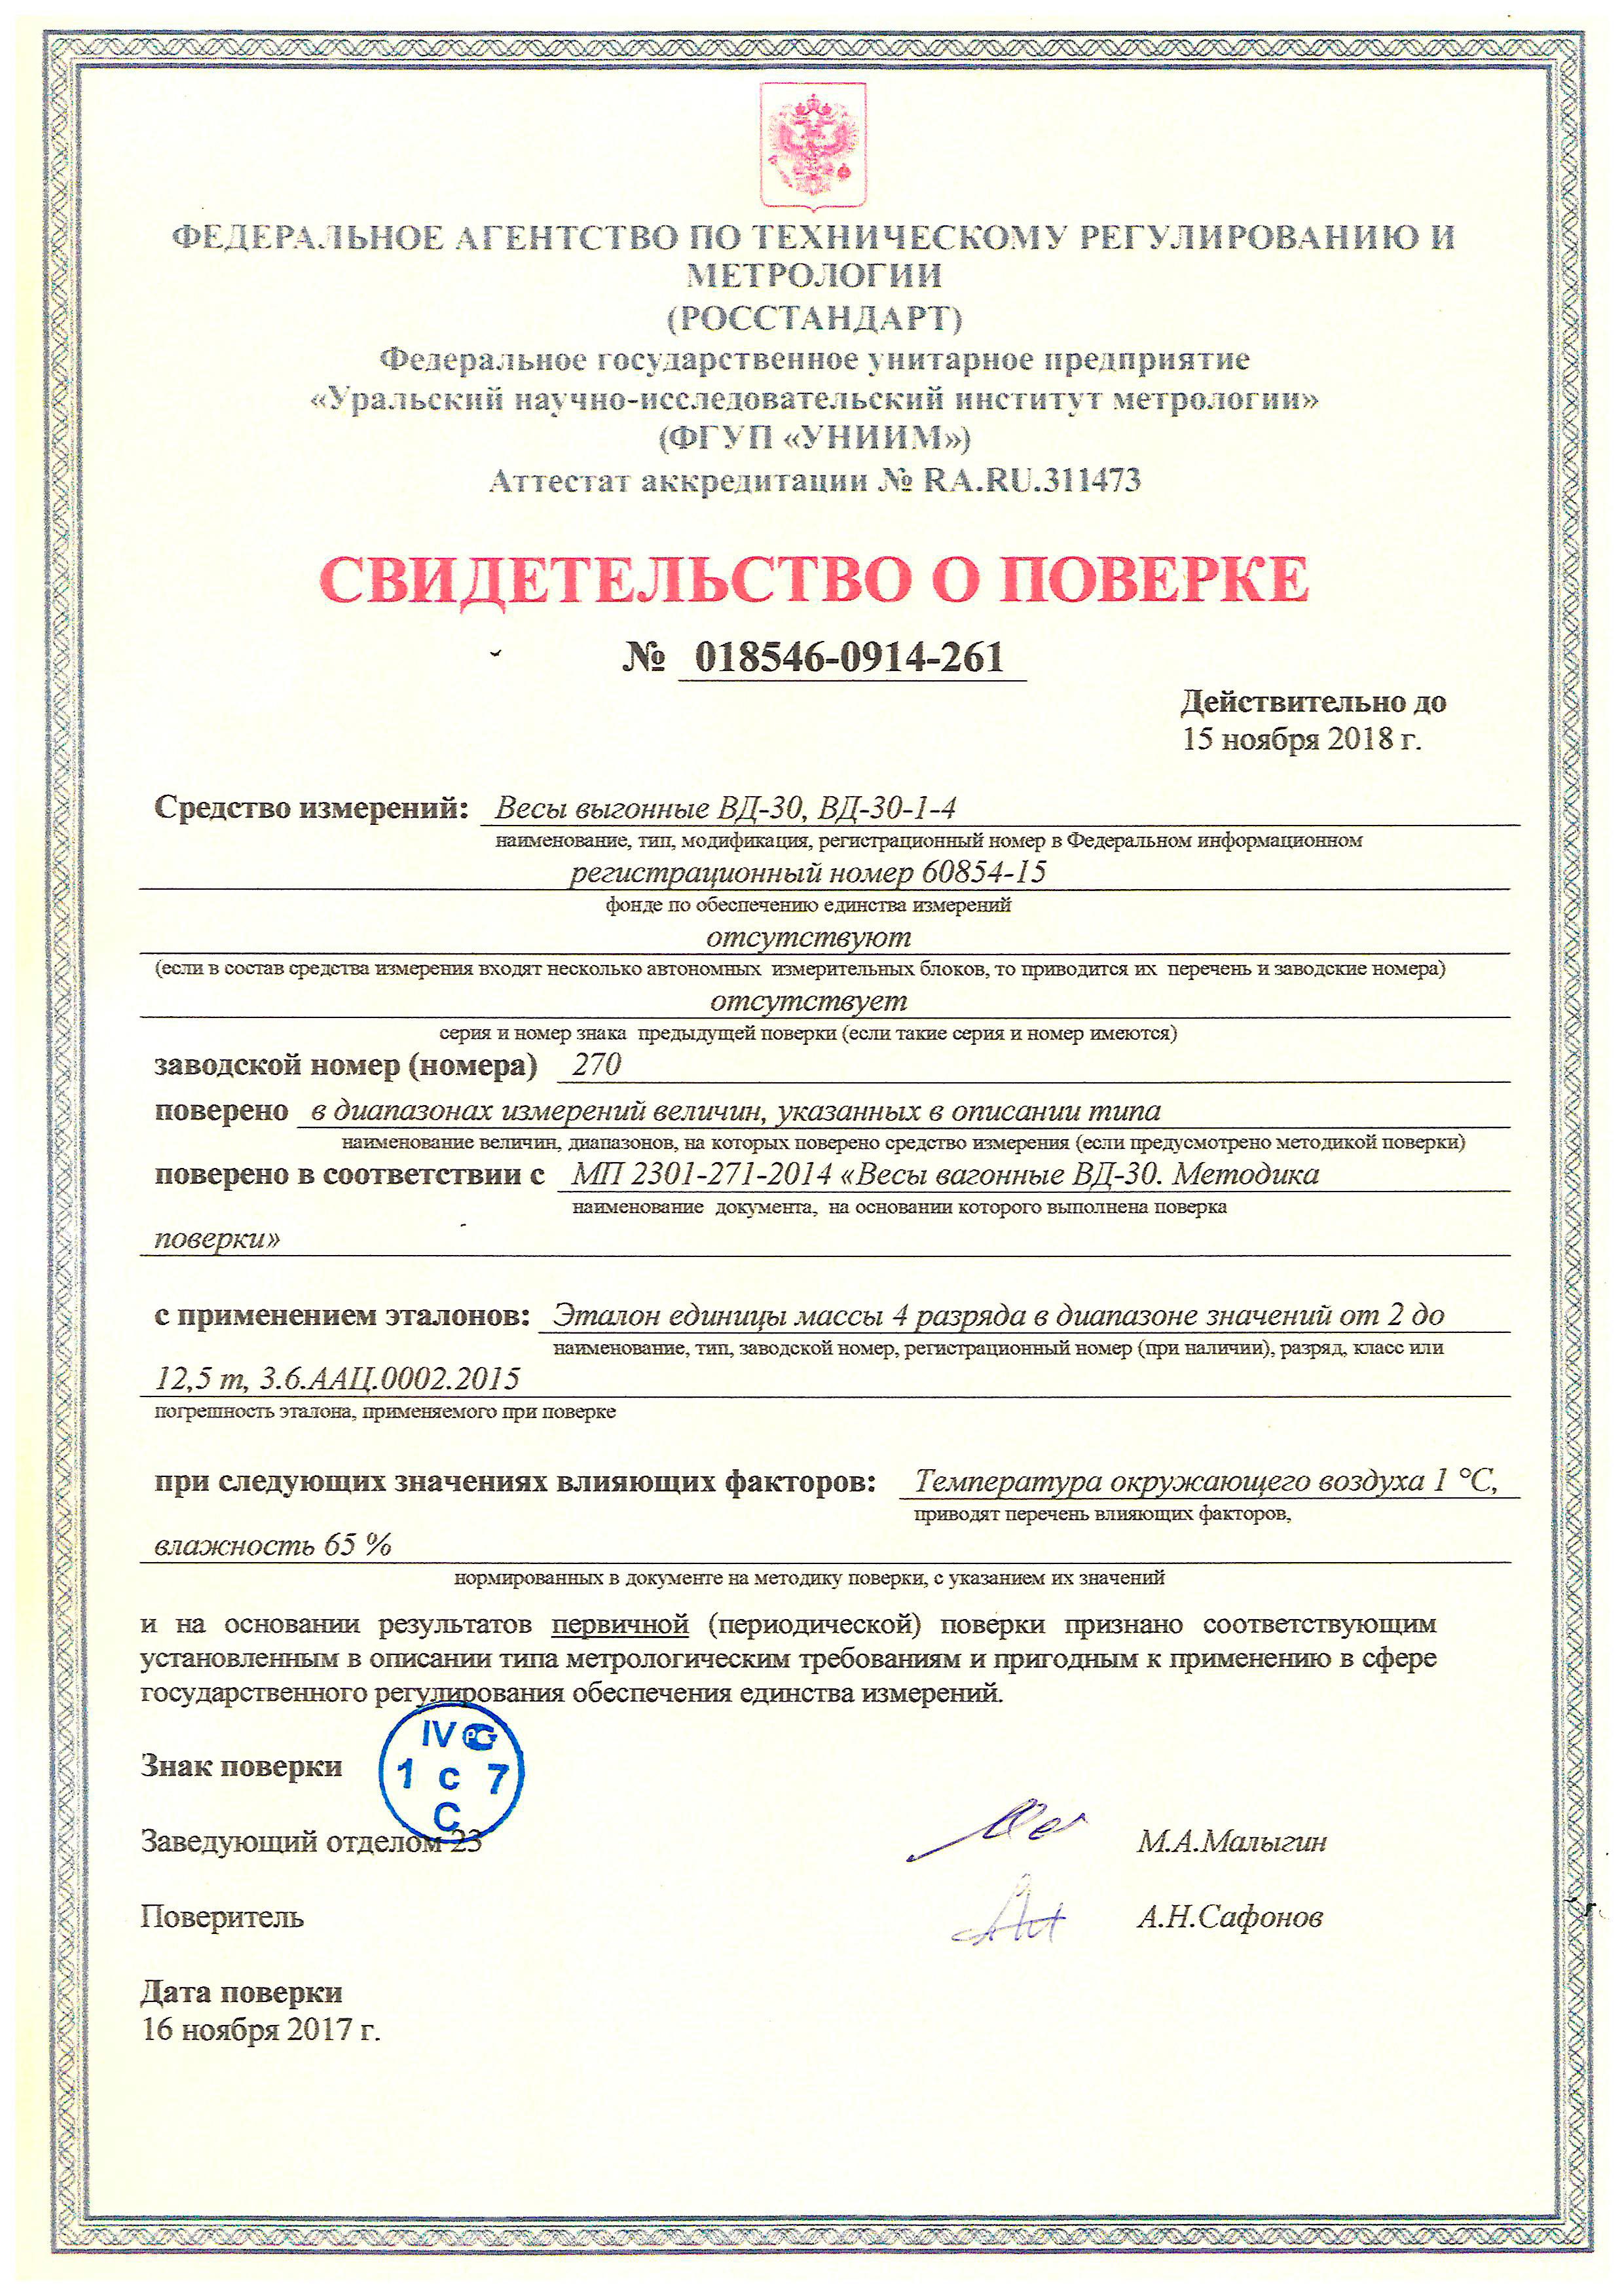 ФЕДЕРАЛЬНОЕ АГЕНТСТВО ПО ТЕХНИЧЕСКОМУ РЕГУЛИРОВАНИЮ И
МЕТРОЛОГИИ
(РОССТАНДАРТ)
Федеральное государственное унитарное предприятие
«Уральский научно-исследовательский институт метрологии»
(ФГУП «УНИИМ»)
Аттестат аккредитации № RA.RU.311473
СВИДЕТЕЛЬСТВО О ПОВЕРКЕ
№ 018546-0914-261
Действительно до
15 ноября 2018 г.
Средство измерений: Весы выгонные ВД-30, ВД-30-1-4
наименование, тип, модификация, регистрационный номер в Федеральном информационном
регистрационный номер 60854-15
фонде по обеспечению единства измерений
отсутствуют
(если в состав средства измерения входят несколько автономных измерительных блоков, то приводится их перечень и заводские номера)
отсутствует
серия и номер знака предыдущей поверки (если такие серия и номер имеются)
заводской номер (номера) 270
поверено в диапазонах измерений величин, указанных в описании типа
наименование величин, диапазонов, на которых поверено средство измерения (если предусмотрено методикой поверки)
поверено в соответствии с МП 2301-271-2014 «Весы вагонные ВД-30. Методика
наименование документа, на основании которого выполнена поверка
поверки»
с применением эталонов: Эталон единицы массы 4 разряда в диапазоне значений от 2 до
наименование, тип, заводской номер, регистрационный номер (при наличии), разряд, класс или
12,5 т, 3.6.ААЦ.0002.2015
погрешность эталона, применяемого при поверке
при следующих значениях влияющих факторов: Температура окружающего воздуха 1 °С,
приводят перечень влияющих факторов,
влажность 65 %
нормированных в документе на методику поверки, с указанием их значений
и на основании результатов первичной (периодической) поверки признано соответствующим
установленным в описании типа метрологическим требованиям и пригодным к применению в сфере
государственного регулирования обеспечения единства измерений.
IV РС
Знак поверки 1 с 7
С
Заведующий отделом 23 М.А.Малыгин
Поверитель А.Н.Сафонов
Дата поверки
16 ноября 2017 г.